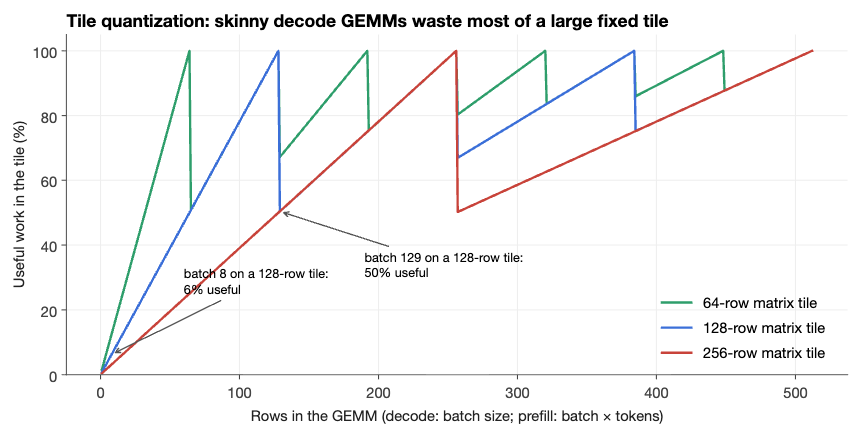 Tile quantization: skinny decode GEMMs waste most of a large fixed tile
Useful work in the tile (%)
100
80
60
40
20
0
batch 129 on a 128-row tile:
50% useful
batch 8 on a 128-row tile:
6% useful
64-row matrix tile
128-row matrix tile
256-row matrix tile
0
100
200
300
400
500
Rows in the GEMM (decode: batch size; prefill: batch × tokens)